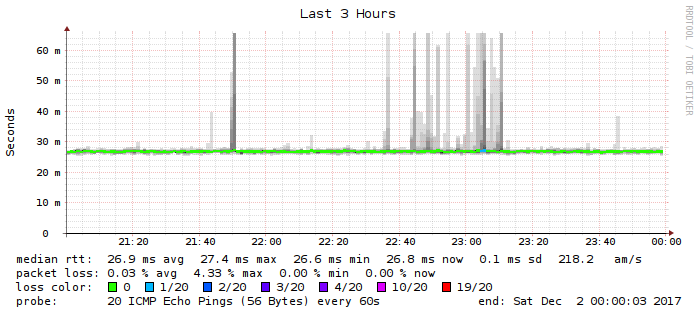 Last 3 Hours
RRDTOOL / TOBI OETIKER
Seconds
60 m
50 m
40 m
30 m
20 m
10 m
0
21:20 21:40 22:00 22:20 22:40 23:00 23:20 23:40 00:00
median rtt: 26.9 ms avg 27.4 ms max 26.6 ms min 26.8 ms now 0.1 ms sd 218.2 am/s
packet loss: 0.03 % avg 4.33 % max 0.00 % min 0.00 % now
loss color: 0 1/20 2/20 3/20 4/20 10/20 19/20
probe: 20 ICMP Echo Pings (56 Bytes) every 60s end: Sat Dec 2 00:00:03 2017